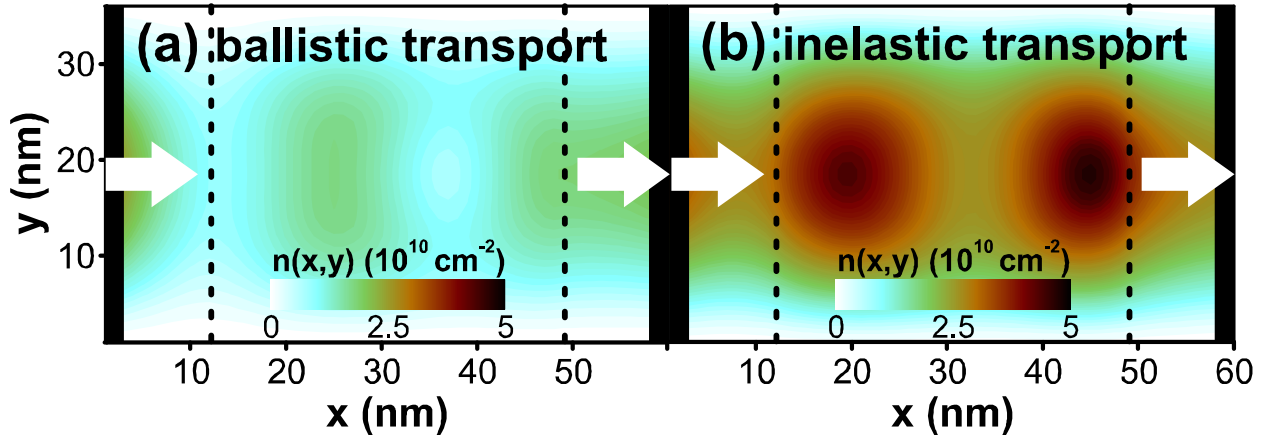 (a) ballistic transport
(b) inelastic transport
30
20
10
y (nm)
n(x,y) (10¹⁰ cm⁻²)
0 2.5 5
n(x,y) (10¹⁰ cm⁻²)
0 2.5 5
10 20 30 40 50
10 20 30 40 50 60
x (nm)
x (nm)